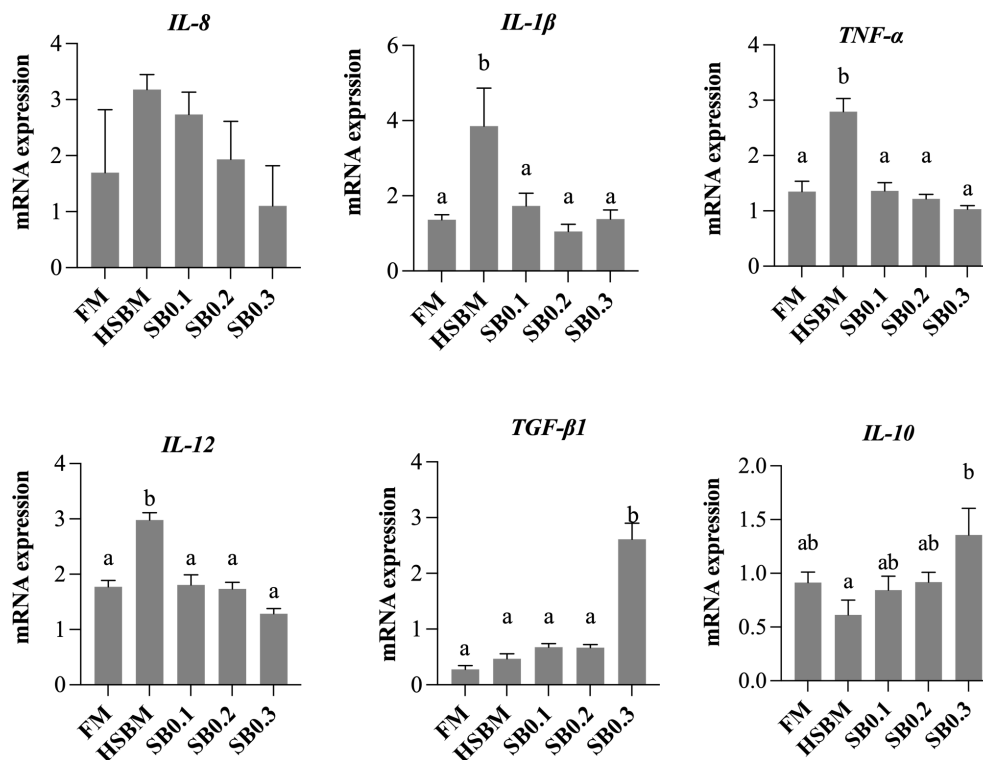 IL-8
mRNA expression
4
3
2
1
0
FM
HSBM
SB0.1
SB0.2
SB0.3
IL-1β
mRNA expression
6
4
2
0
a
b
a
a
a
FM
HSBM
SB0.1
SB0.2
SB0.3
TNF-α
mRNA expression
4
3
2
1
0
a
b
a
a
a
FM
HSBM
SB0.1
SB0.2
SB0.3
IL-12
mRNA expression
4
3
2
1
0
a
b
a
a
a
FM
HSBM
SB0.1
SB0.2
SB0.3
TGF-β1
mRNA expression
4
3
2
1
0
a
a
a
a
b
FM
HSBM
SB0.1
SB0.2
SB0.3
IL-10
mRNA expression
2.0
1.5
1.0
0.5
0.0
ab
a
ab
ab
b
FM
HSBM
SB0.1
SB0.2
SB0.3